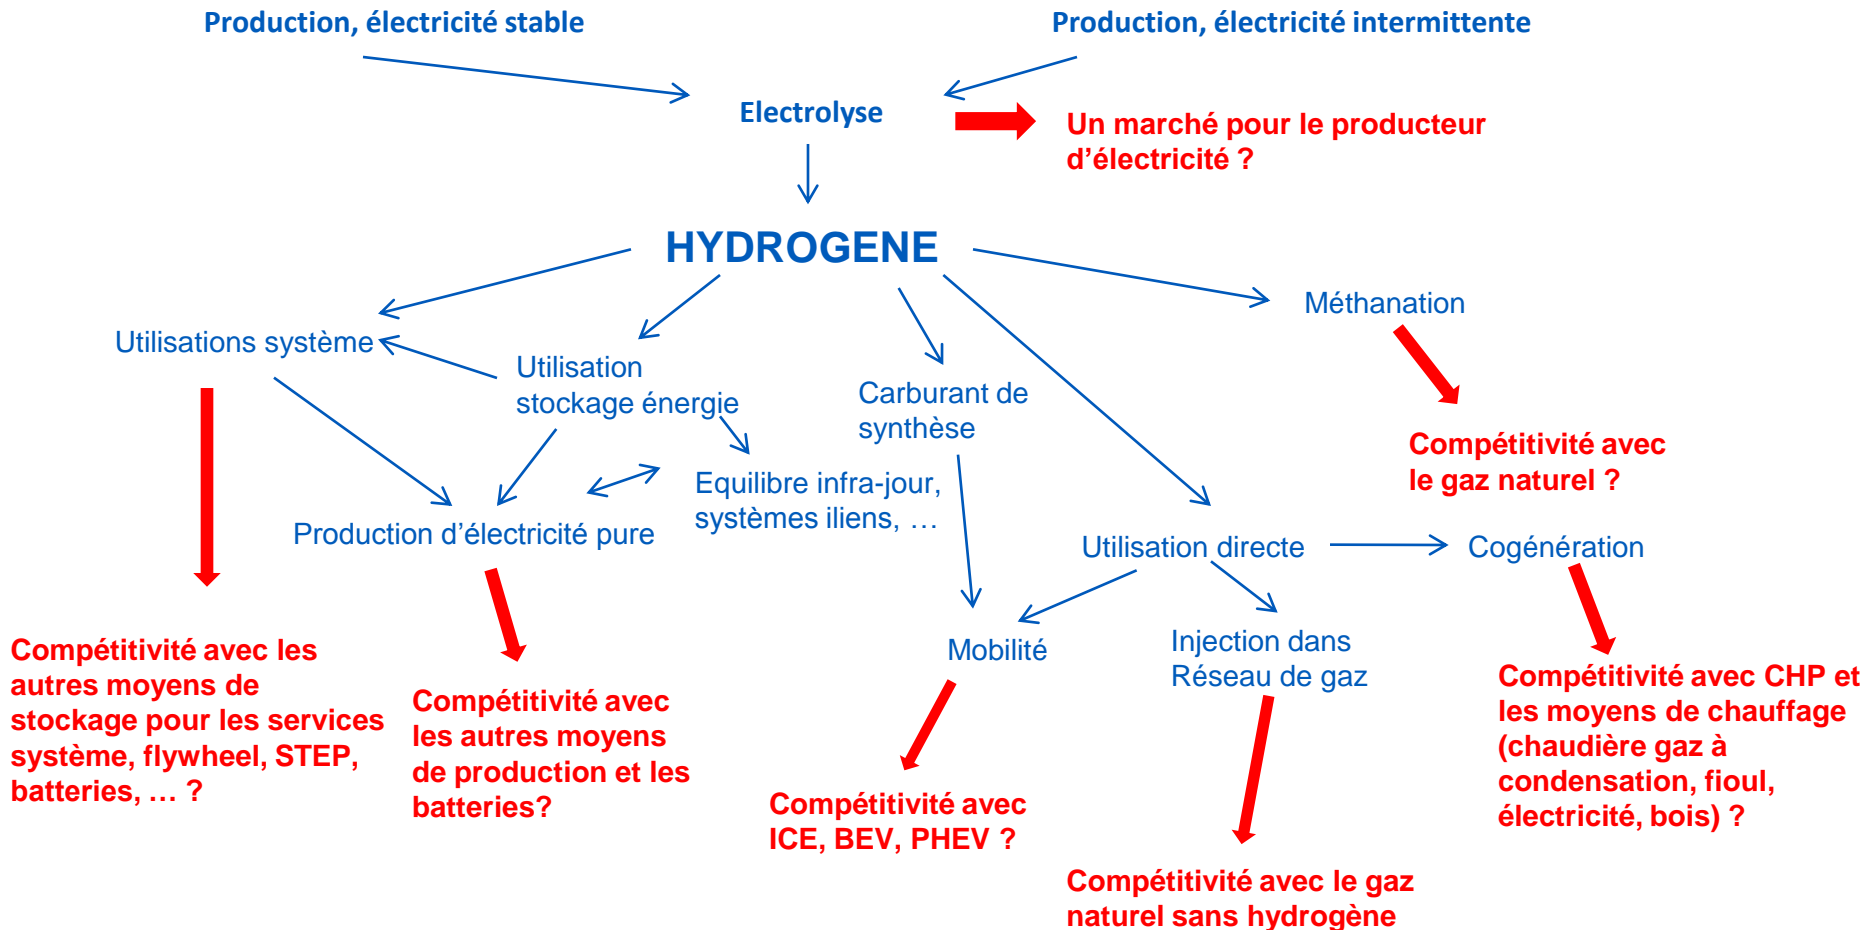 Production, électricité stable
Production, électricité intermittente
Electrolyse
Un marché pour le producteur
d’électricité ?
HYDROGENE
Méthanation
Utilisations système
Utilisation
stockage énergie
Carburant de
synthèse
Compétitivité avec
le gaz naturel ?
Equilibre infra-jour,
systèmes iliens, …
Production d’électricité pure
Utilisation directe
Cogénération
Mobilité
Injection dans
Réseau de gaz
Compétitivité avec les
autres moyens de
stockage pour les services
système, flywheel, STEP,
batteries, … ?
Compétitivité avec
les autres moyens
de production et les
batteries?
Compétitivité avec
ICE, BEV, PHEV ?
Compétitivité avec CHP et
les moyens de chauffage
(chaudière gaz à
condensation, fioul,
électricité, bois) ?
Compétitivité avec le gaz
naturel sans hydrogène